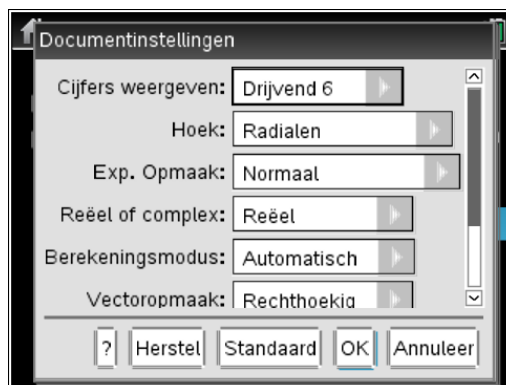 Documentinstellingen
Cijfers weergeven: Drijvend 6
Hoek: Radialen
Exp. Opmaak: Normaal
Reëel of complex: Reëel
Berekeningsmodus: Automatisch
Vectoropmaak: Rechthoekig
? Herstel Standaard OK Annuleer